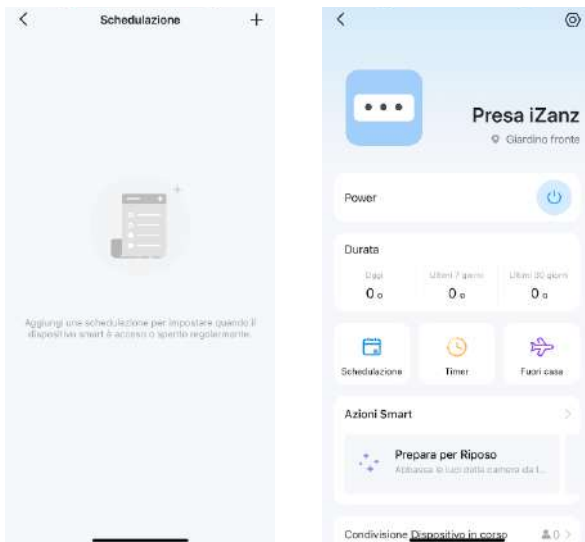 Schedulazione
Aggiungi una schedulazione per impostare quando il
dispositivo smart è acceso o spento regolarmente.
Presa iZanz
Giardino fronte
Power
Durata
Oggi
Ultimi 7 giorni
Ultimi 30 giorni
0 o
0 o
0 o
Schedulazione
Timer
Fuori casa
Azioni Smart
Prepara per Riposo
Abbassa le luci della camera da l...
Condivisione Dispositivo in corso
0